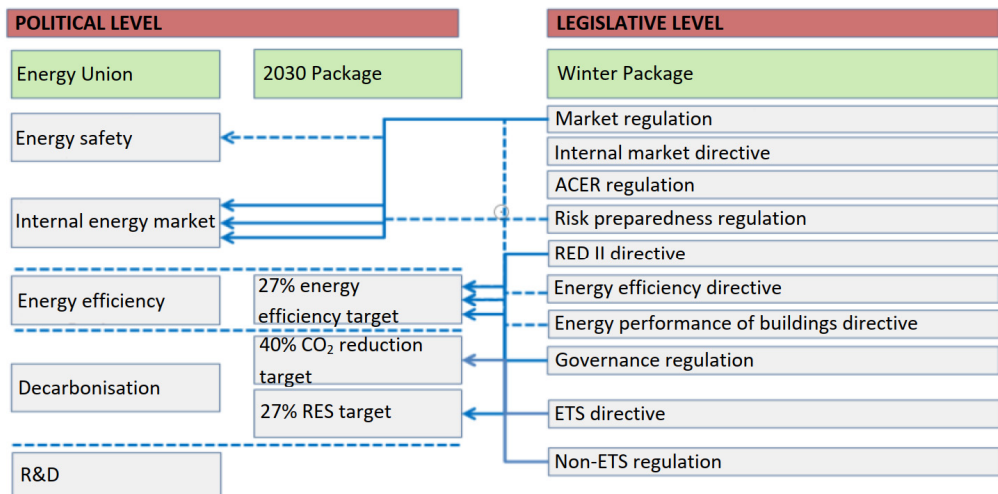 POLITICAL LEVEL
LEGISLATIVE LEVEL
Energy Union
2030 Package
Winter Package
Energy safety
Internal energy market
Energy efficiency
27% energy
efficiency target
Decarbonisation
40% CO₂ reduction
target
27% RES target
R&D
Market regulation
Internal market directive
ACER regulation
Risk preparedness regulation
RED II directive
Energy efficiency directive
Energy performance of buildings directive
Governance regulation
ETS directive
Non-ETS regulation